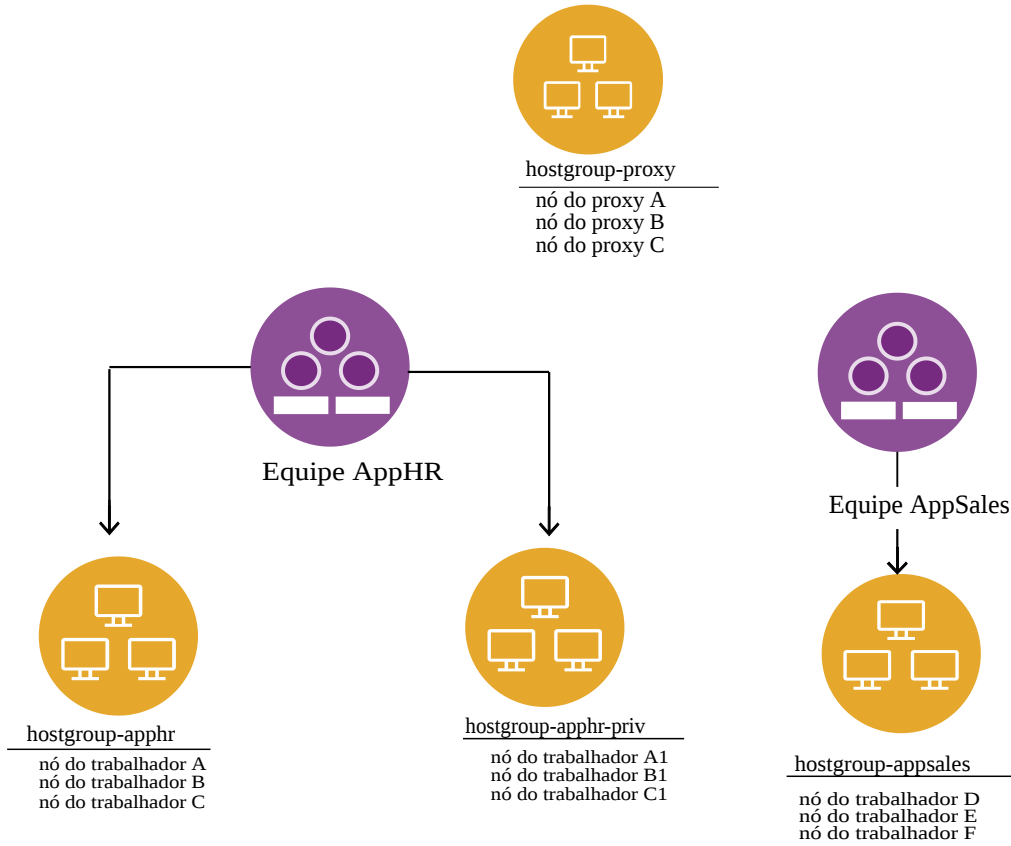 hostgroup-proxy
nó do proxy A
nó do proxy B
nó do proxy C
Equipe AppHR
Equipe AppSales
hostgroup-apphr
nó do trabalhador A
nó do trabalhador B
nó do trabalhador C
hostgroup-apphr-priv
nó do trabalhador A1
nó do trabalhador B1
nó do trabalhador C1
hostgroup-appsales
nó do trabalhador D
nó do trabalhador E
nó do trabalhador F